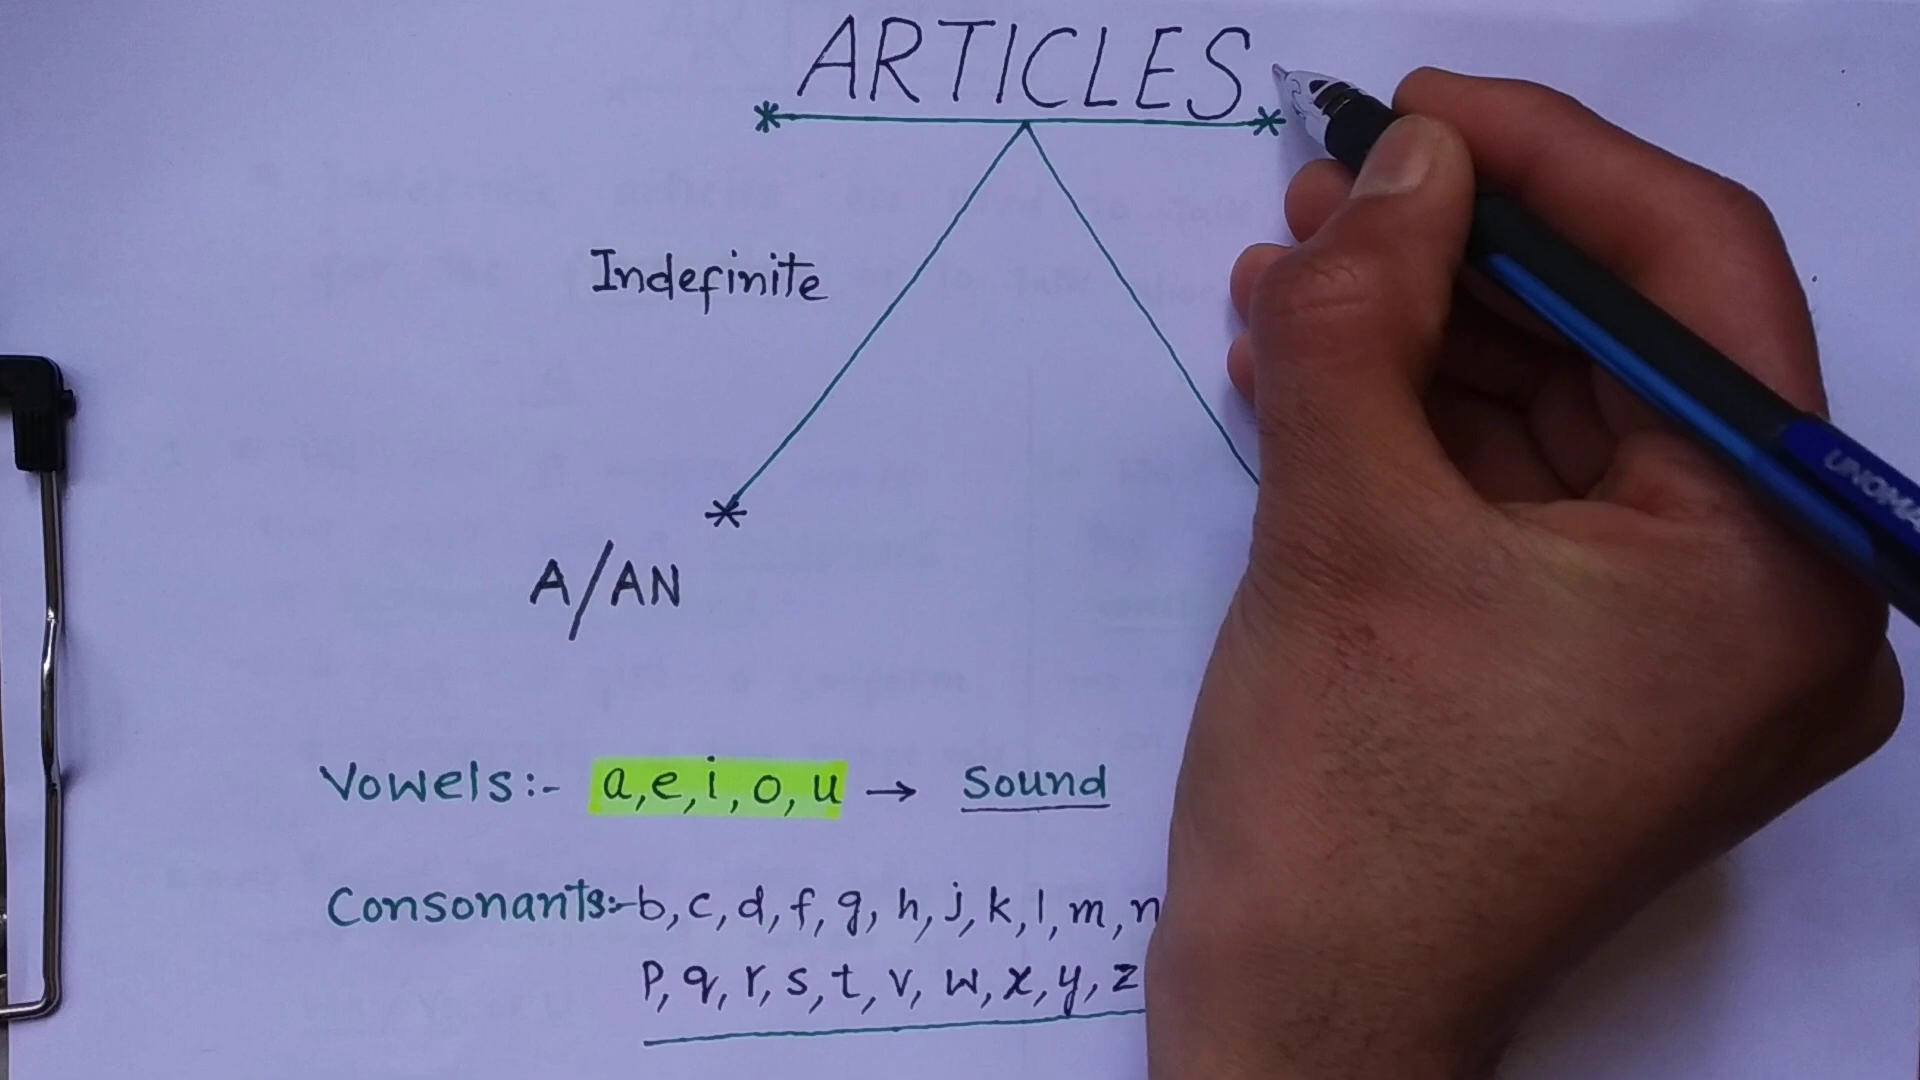 ARTICLES
Indefinite
A/AN
Vowels:- a,e,i,o,u → Sound
Consonants:- b,c,d,f,g,h,j,k,l,m,n
p,q,r,s,t,v,w,x,y,z